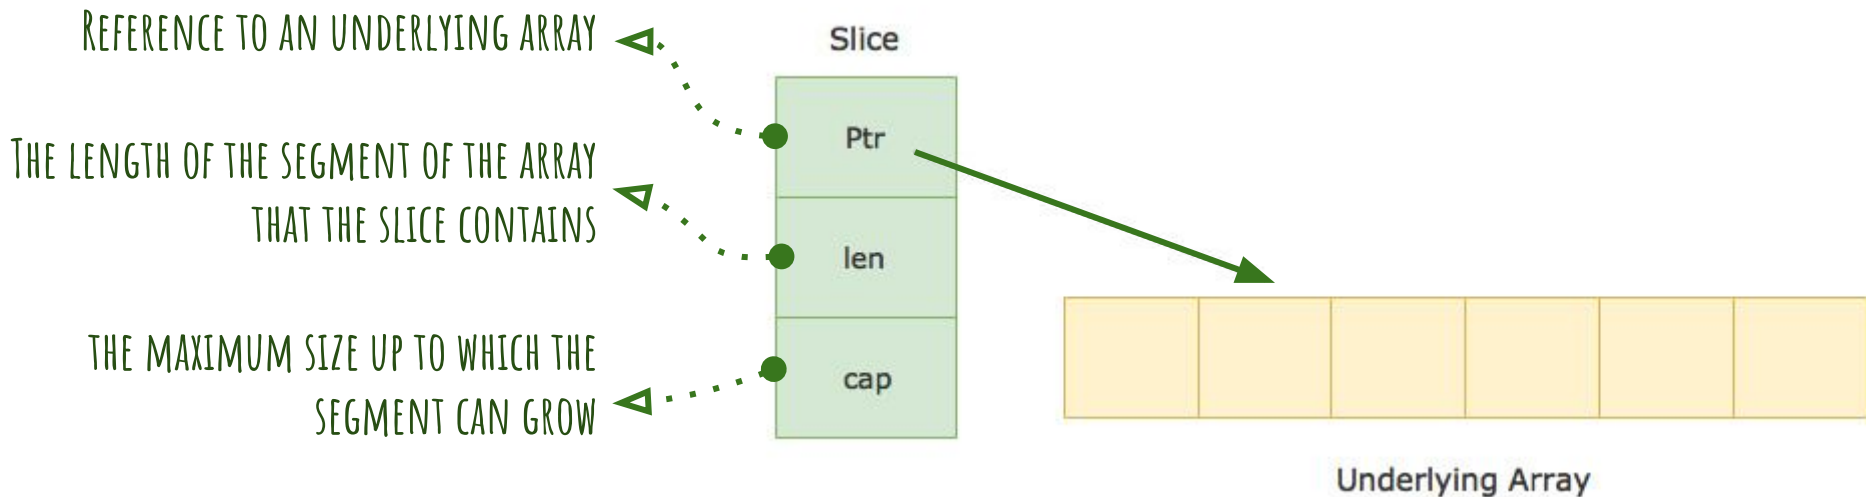 Reference to an underlying array
The length of the segment of the array
that the slice contains
the maximum size up to which the
segment can grow
Slice
Ptr
len
cap
Underlying Array